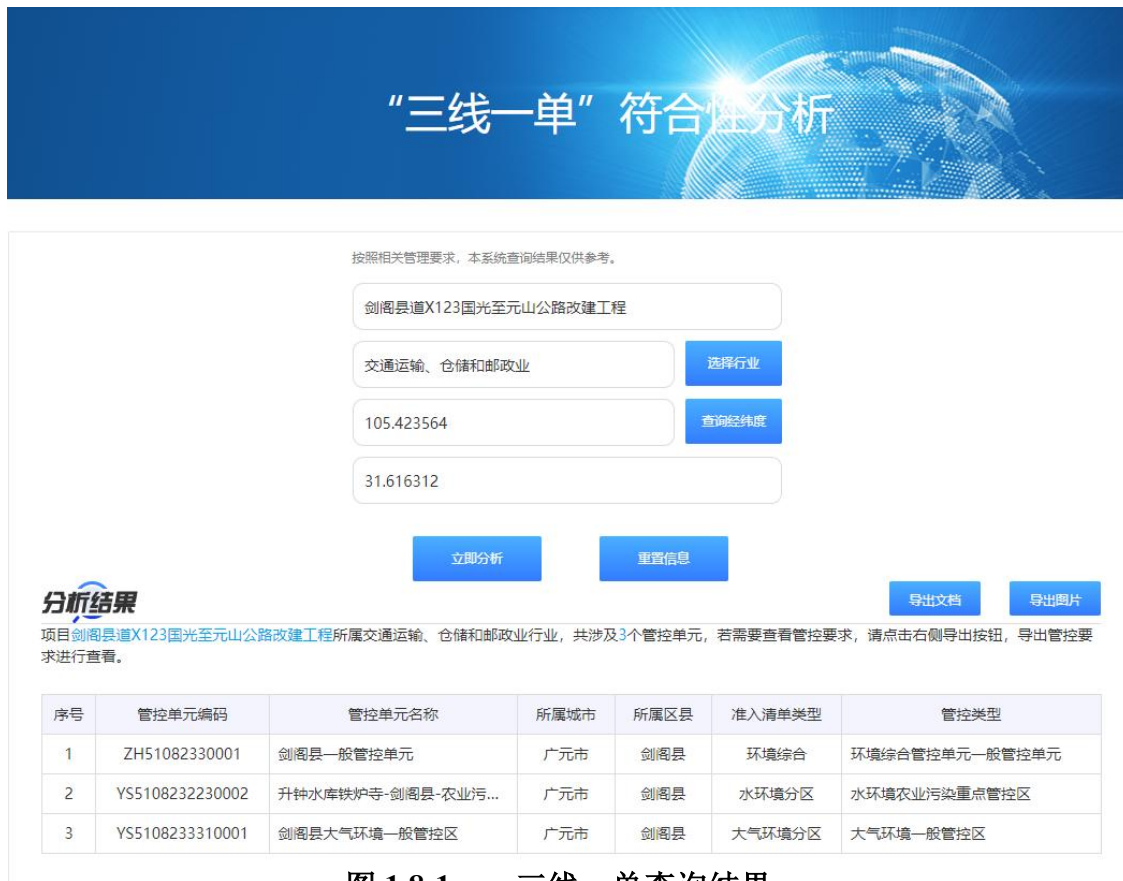 “三线一单”符合性分析
按照相关管理要求，本系统查询结果仅供参考。
剑阁县道X123国光至元山公路改建工程
交通运输、仓储和邮政业 选择行业
105.423564 查询经纬度
31.616312
立即分析 重置信息
分析结果 导出文档 导出图片
项目剑阁县道X123国光至元山公路改建工程所属交通运输、仓储和邮政业行业，共涉及3个管控单元，若需要查看管控要求，请点击右侧导出按钮，导出管控要
求进行查看。
序号 管控单元编码 管控单元名称 所属城市 所属区县 准入清单类型 管控类型
1 ZH51082330001 剑阁县一般管控单元 广元市 剑阁县 环境综合 环境综合管控单元一般管控单元
2 YS5108232230002 升钟水库铁炉寺-剑阁县-农业污... 广元市 剑阁县 水环境分区 水环境农业污染重点管控区
3 YS5108233310001 剑阁县大气环境一般管控区 广元市 剑阁县 大气环境分区 大气环境一般管控区